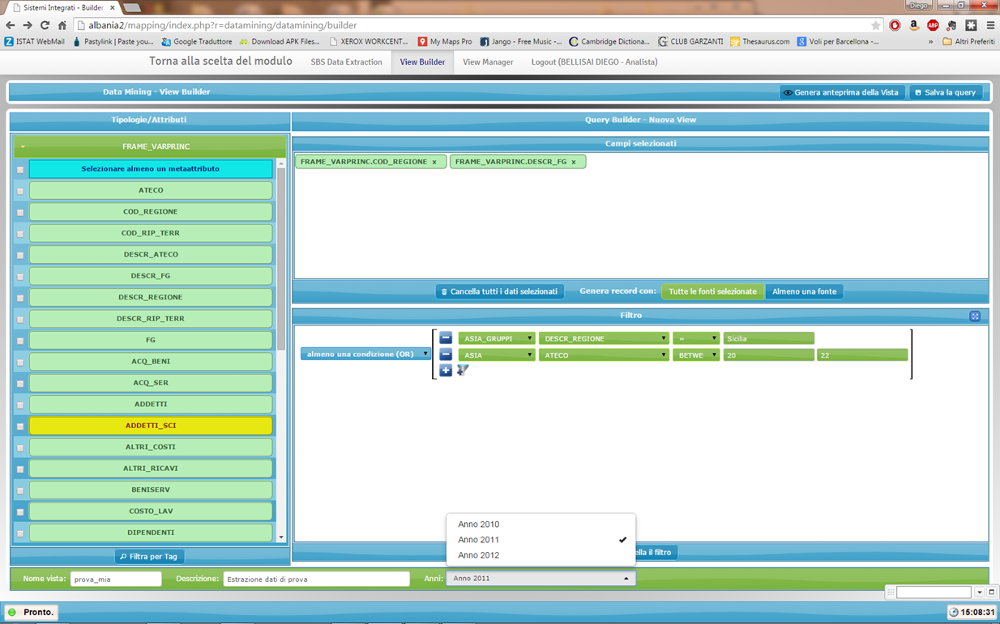 Sistemi Integrati - Builder
Diego
albania2/mapping/index.php?r=datamining/datamining/builder
ISTAT WebMail
Pastylink | Paste you...
Google Traduttore
Download APK Files...
XEROX WORKCENT...
My Maps Pro
Jango - Free Music -...
Cambridge Dictiona...
CLUB GARZANTI
Thesaurus.com
Voli per Barcellona -...
»
Altri Preferiti
Torna alla scelta del modulo
SBS Data Extraction
View Builder
View Manager
Logout (BELLISAI DIEGO - Analista)
Data Mining - View Builder
Genera anteprima della Vista
Salva la query
Tipologie/Attributi
Query Builder - Nuova View
FRAME_VARPRINC
Selezionare almeno un metaattributo
ATECO
COD_REGIONE
COD_RIP_TERR
DESCR_ATECO
DESCR_FG
DESCR_REGIONE
DESCR_RIP_TERR
FG
ACQ_BENI
ACQ_SER
ADDETTI
ADDETTI_SCI
ALTRI_COSTI
ALTRI_RICAVI
BENISERV
COSTO_LAV
DIPENDENTI
Filtra per Tag
Campi selezionati
FRAME_VARPRINC.COD_REGIONE x
FRAME_VARPRINC.DESCR_FG x
Cancella tutti i dati selezionati
Genera record con:
Tutte le fonti selezionate
Almeno una fonte
Filtro
almeno una condizione (OR)
ASIA_GRUPPI
DESCR_REGIONE
=
Sicilia
ASIA
ATECO
BETWE
20
22
Anno 2010
Anno 2011
Anno 2012
ella il filtro
Nome vista:
prova_mia
Descrizione:
Estrazione dati di prova
Anni:
Anno 2011
Pronto.
15:08:31